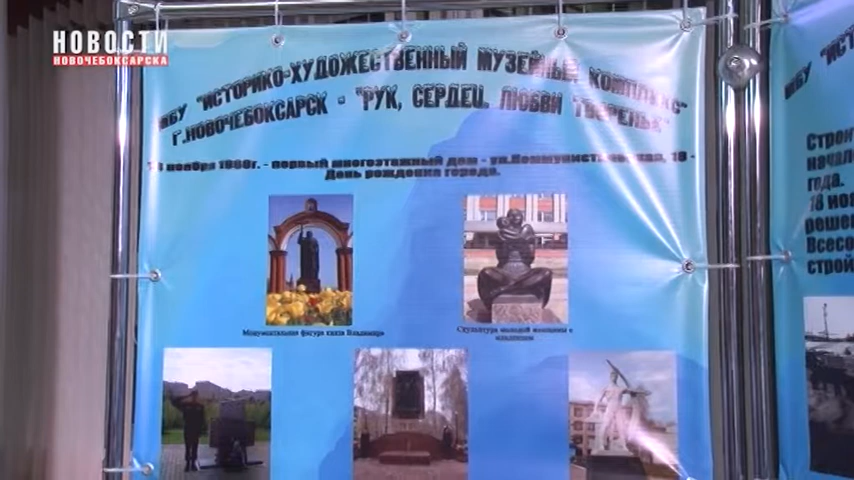 НОВОСТИ
НОВОЧЕБОКСАРСКА
МБУ "ИСТОРИКО-ХУДОЖЕСТВЕННЫЙ МУЗЕЙНЫЙ КОМПЛЕКС"
Г.НОВОЧЕБОКСАРСК - "РУК, СЕРДЕЦ, ЛЮБВИ ТВОРЕНЬЕ"
ноября 1960г. - первый многоэтажный дом - ул.Коммунистическая, 18 -
День рождения города.
Монументальная фигура князя Владимира
Скульптура молодой женщины с
младенцем
МБУ "ИСТ
Строи
начало
года.
18 ноя
решен
Всесо
строй